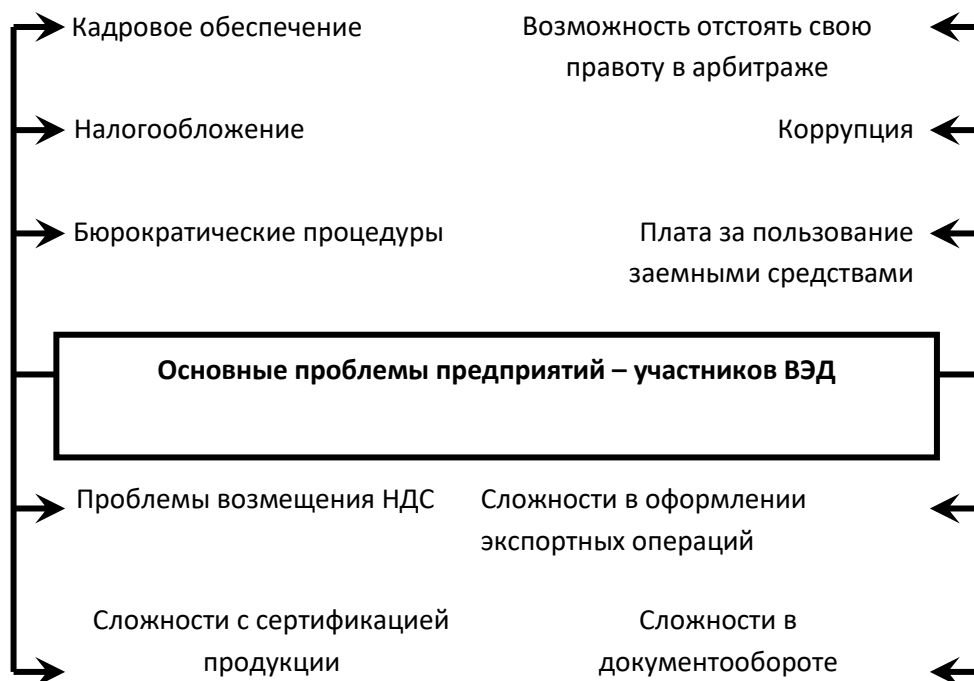 Кадровое обеспечение
Возможность отстоять свою
правоту в арбитраже
Налогообложение
Коррупция
Бюрократические процедуры
Плата за пользование
заемными средствами
Основные проблемы предприятий – участников ВЭД
Проблемы возмещения НДС
Сложности в оформлении
экспортных операций
Сложности с сертификацией
продукции
Сложности в
документообороте